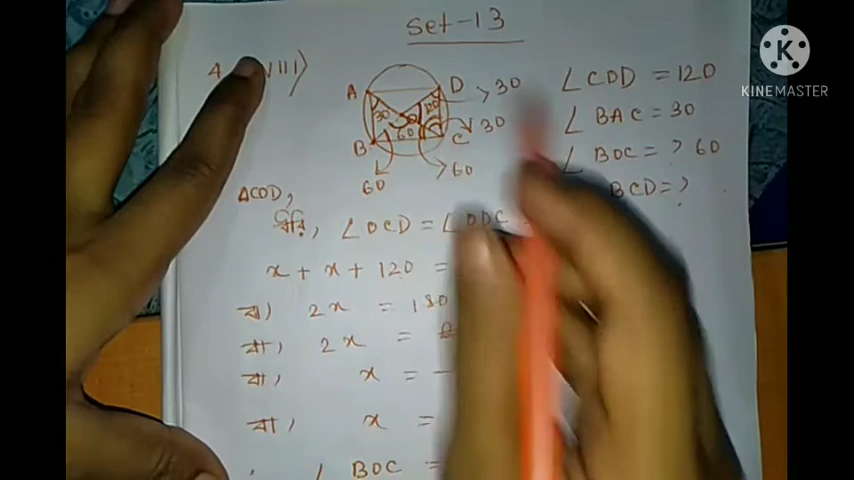 Set-13
A VIII)
A D > 30 ∠COD = 120
30 120 ∠BAC = 30
B 60 C 30 ∠BOC = ? 60
60 60 BCD = ?
KINEMASTER
ΔCOD,
ধরি, ∠OCD = ∠ODC
x + x + 120 =
বা, 2x = 180
বা, 2x =
বা, x =
বা, x =
∠BOC =